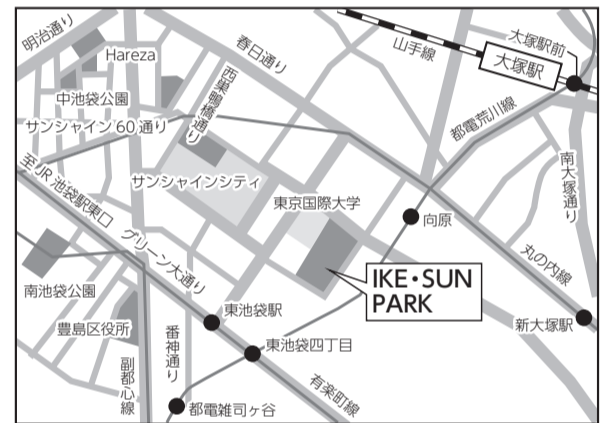 明治通り
Hareza
春日通り
山手線
大塚駅前
大塚駅
中池袋公園
西巣鴨橋通り
サンシャイン60通り
都電荒川線
至JR池袋駅東口
サンシャインシティ
東京国際大学
南大塚通り
向原
グリーン大通り
丸の内線
IKE・SUN
PARK
南池袋公園
東池袋駅
新大塚駅
豊島区役所
番神通り
東池袋四丁目
副都心線
有楽町線
都電雑司ヶ谷